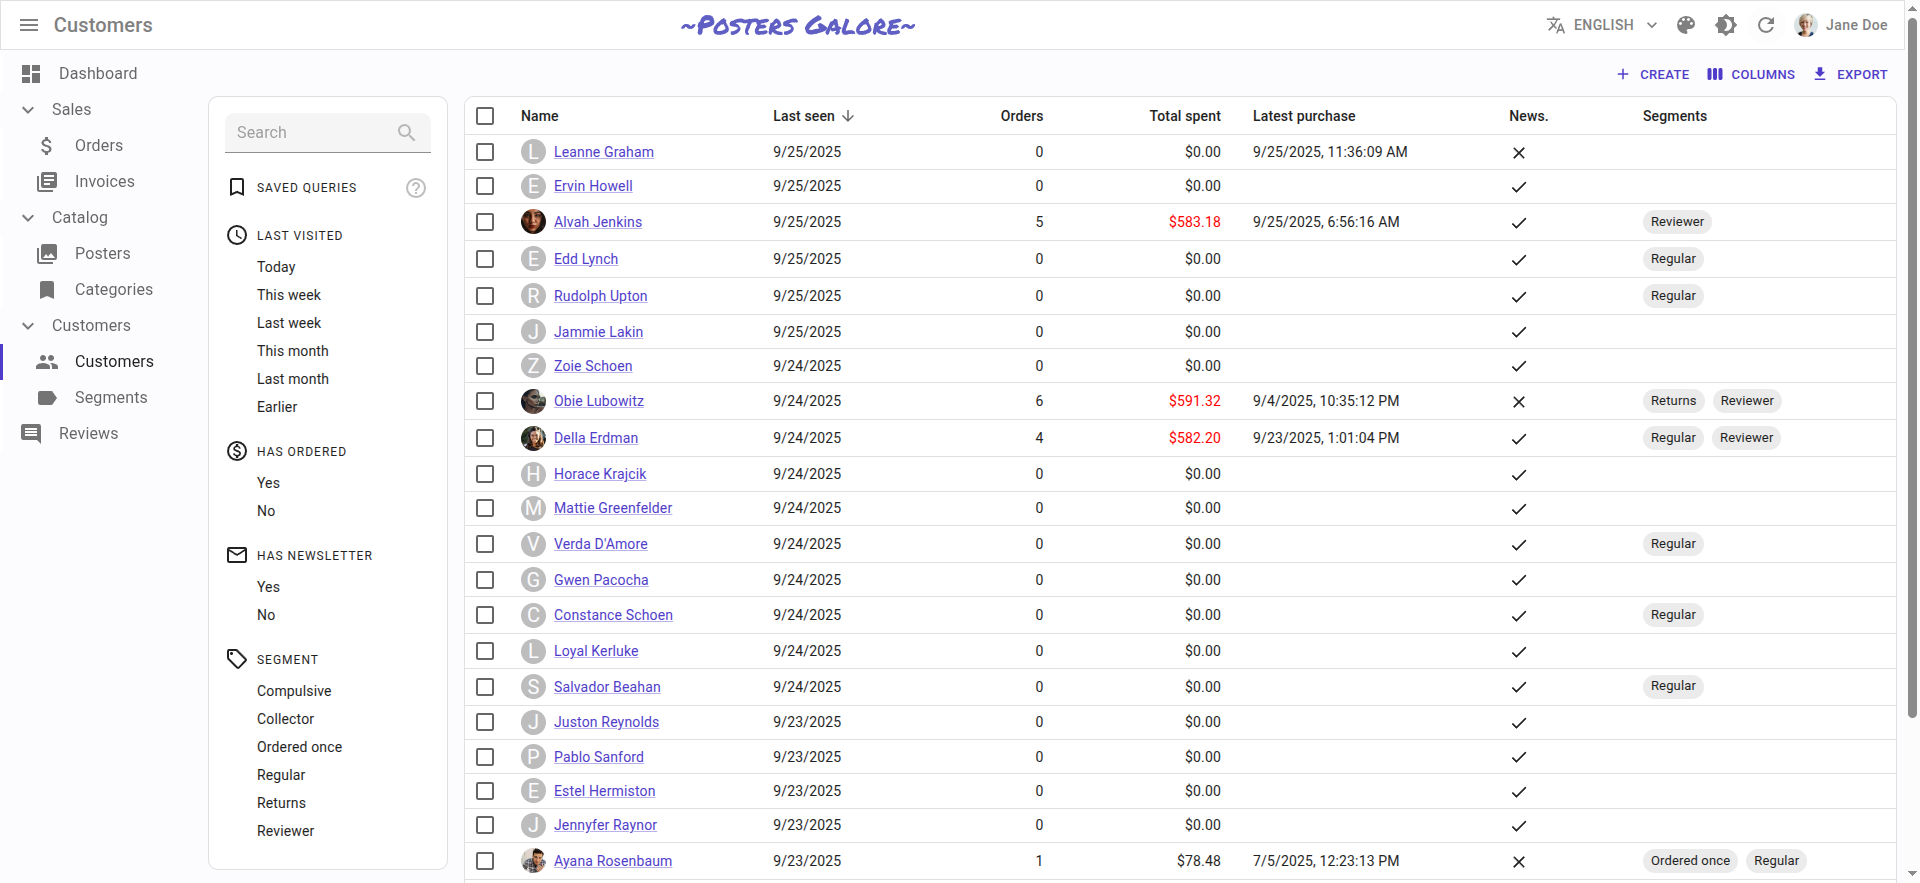 Customers
~Posters Galore~
ENGLISH
Jane Doe
Dashboard
Sales
Orders
Invoices
Catalog
Posters
Categories
Customers
Customers
Segments
Reviews
CREATE
COLUMNS
EXPORT
Search
SAVED QUERIES
LAST VISITED
Today
This week
Last week
This month
Last month
Earlier
HAS ORDERED
Yes
No
HAS NEWSLETTER
Yes
No
SEGMENT
Compulsive
Collector
Ordered once
Regular
Returns
Reviewer
Name Last seen Orders Total spent Latest purchase News. Segments
L Leanne Graham 9/25/2025 0 $0.00 9/25/2025, 11:36:09 AM
E Ervin Howell 9/25/2025 0 $0.00
Alvah Jenkins 9/25/2025 5 $583.18 9/25/2025, 6:56:16 AM Reviewer
E Edd Lynch 9/25/2025 0 $0.00 Regular
R Rudolph Upton 9/25/2025 0 $0.00 Regular
J Jammie Lakin 9/25/2025 0 $0.00
Z Zoie Schoen 9/24/2025 0 $0.00
Obie Lubowitz 9/24/2025 6 $591.32 9/4/2025, 10:35:12 PM Returns Reviewer
Della Erdman 9/24/2025 4 $582.20 9/23/2025, 1:01:04 PM Regular Reviewer
H Horace Krajcik 9/24/2025 0 $0.00
M Mattie Greenfelder 9/24/2025 0 $0.00
V Verda D'Amore 9/24/2025 0 $0.00 Regular
G Gwen Pacocha 9/24/2025 0 $0.00
C Constance Schoen 9/24/2025 0 $0.00 Regular
L Loyal Kerluke 9/24/2025 0 $0.00
S Salvador Beahan 9/24/2025 0 $0.00 Regular
J Juston Reynolds 9/23/2025 0 $0.00
P Pablo Sanford 9/23/2025 0 $0.00
E Estel Hermiston 9/23/2025 0 $0.00
J Jennyfer Raynor 9/23/2025 0 $0.00
Ayana Rosenbaum 9/23/2025 1 $78.48 7/5/2025, 12:23:13 PM Ordered once Regular